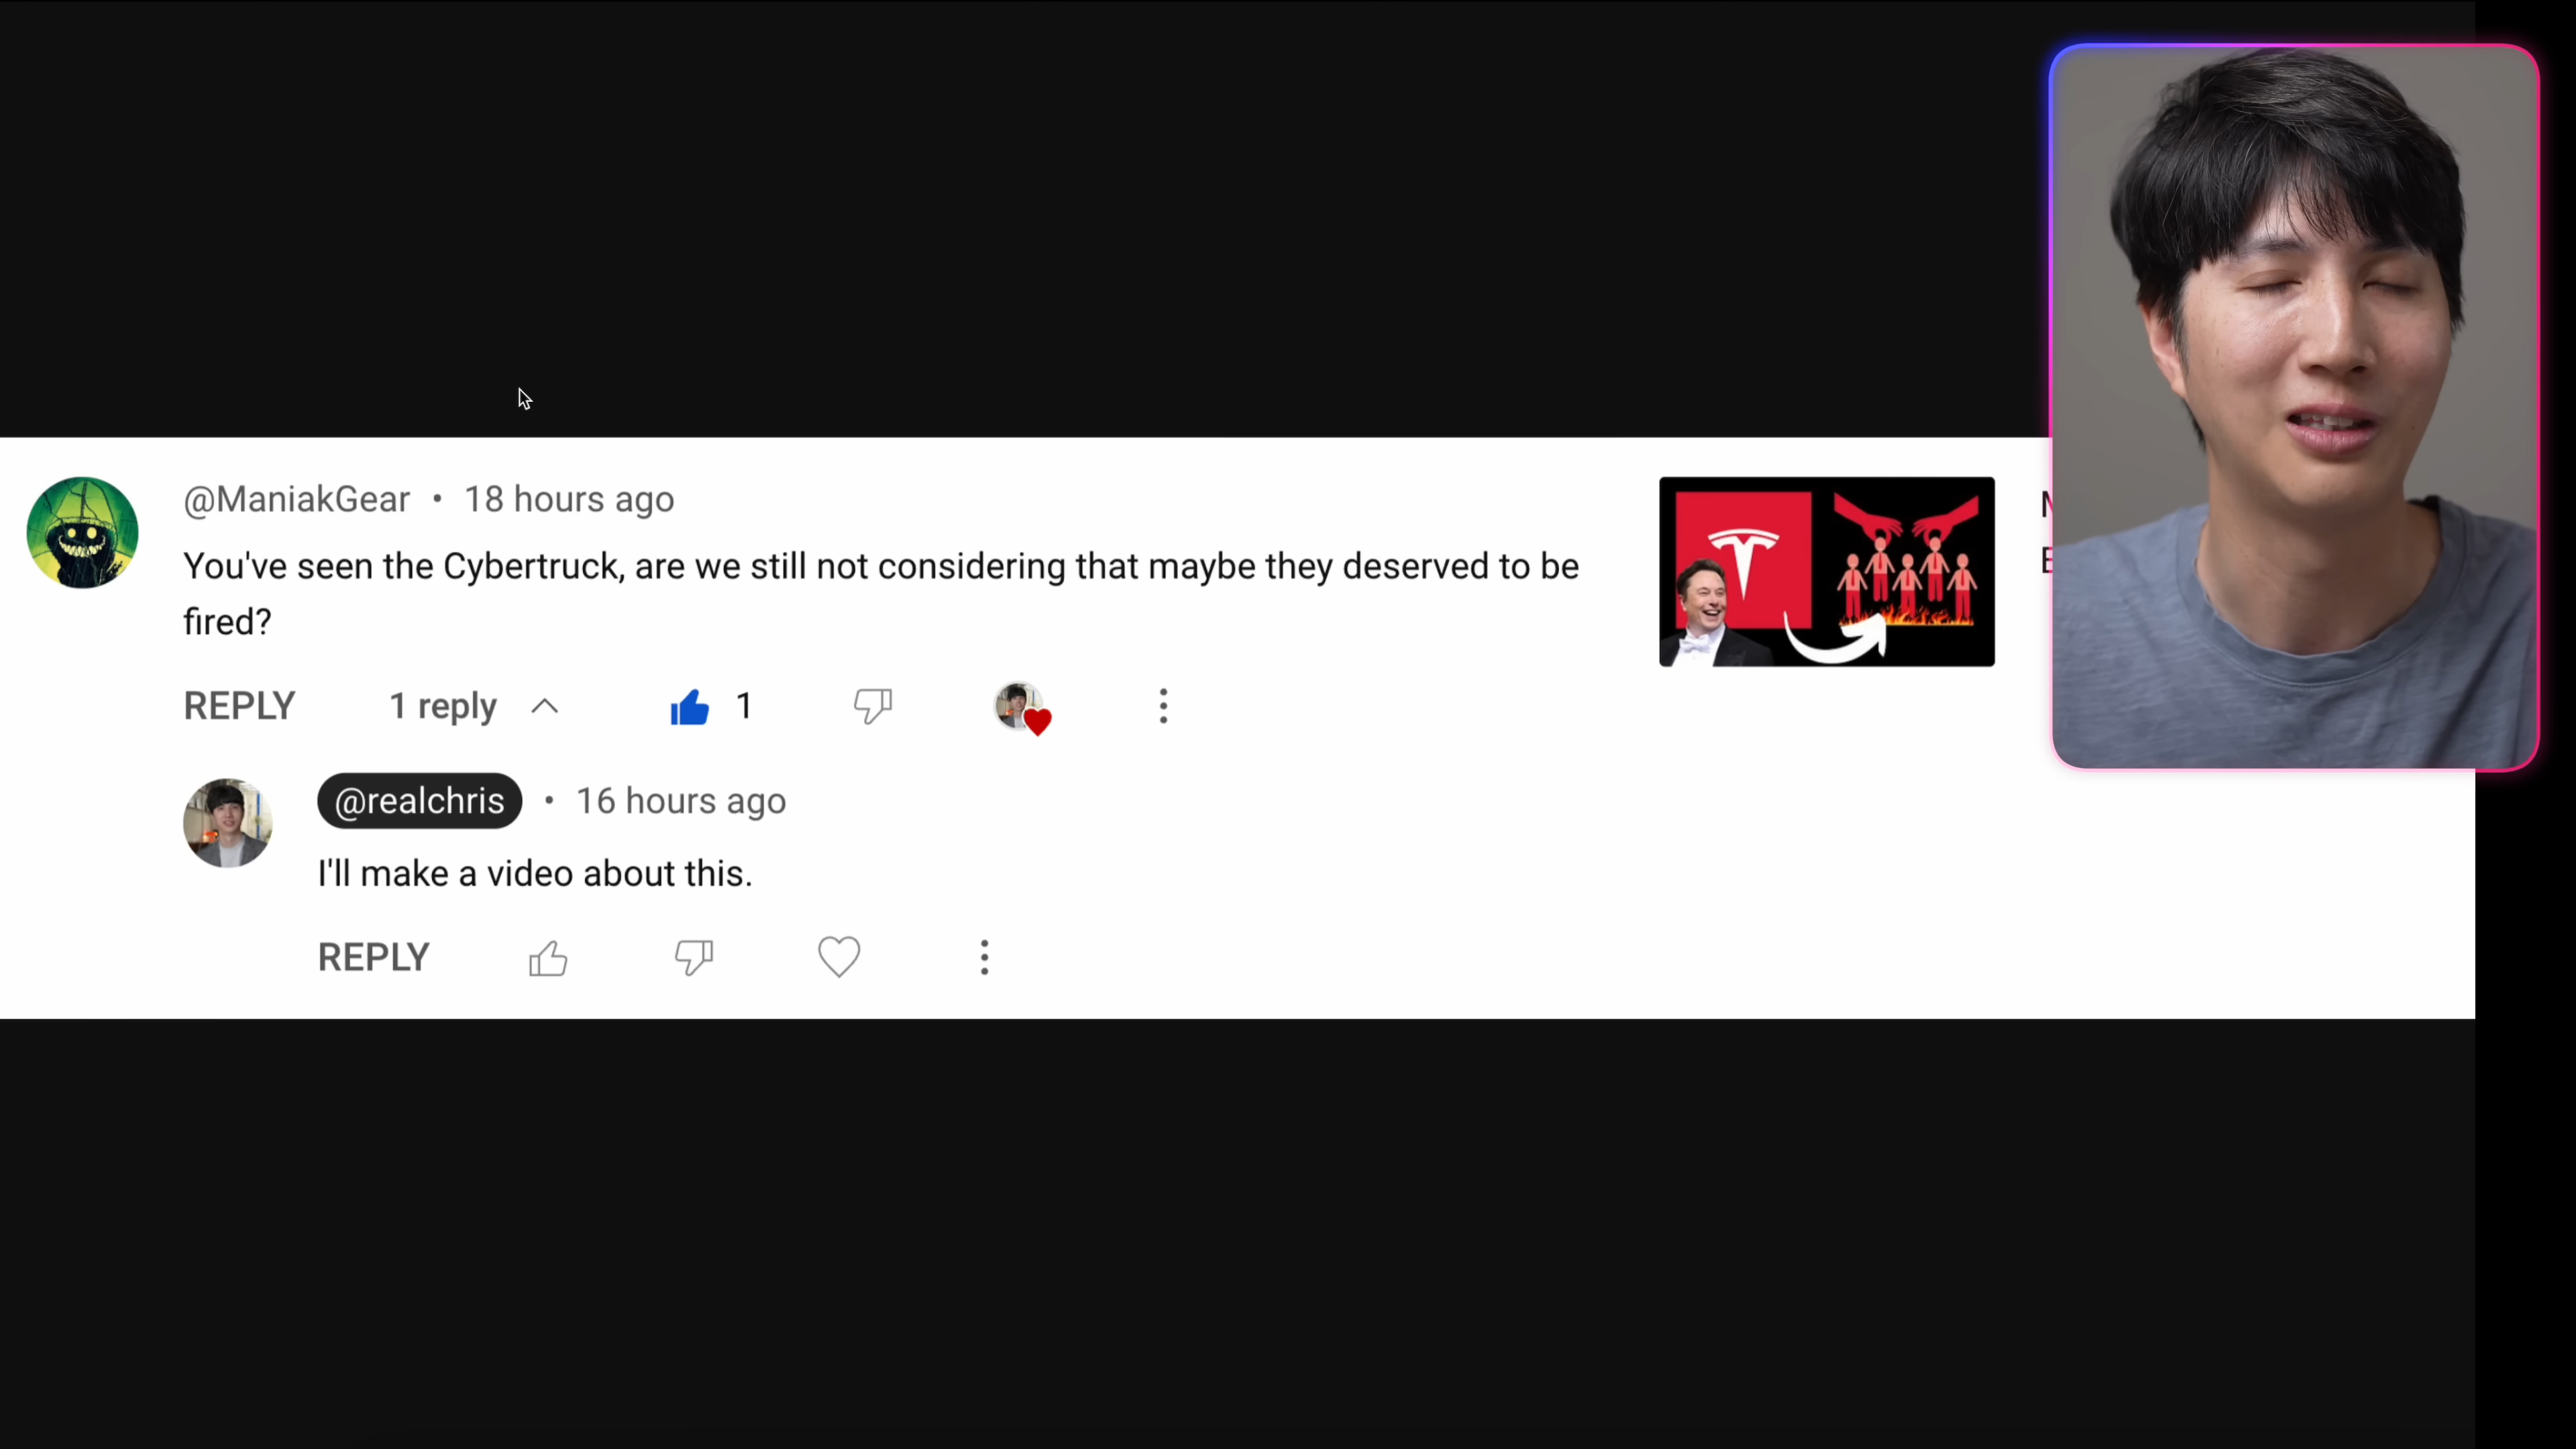 @ManiakGear • 18 hours ago
You've seen the Cybertruck, are we still not considering that maybe they deserved to be
fired?
REPLY 1 reply 1
@realchris • 16 hours ago
I'll make a video about this.
REPLY